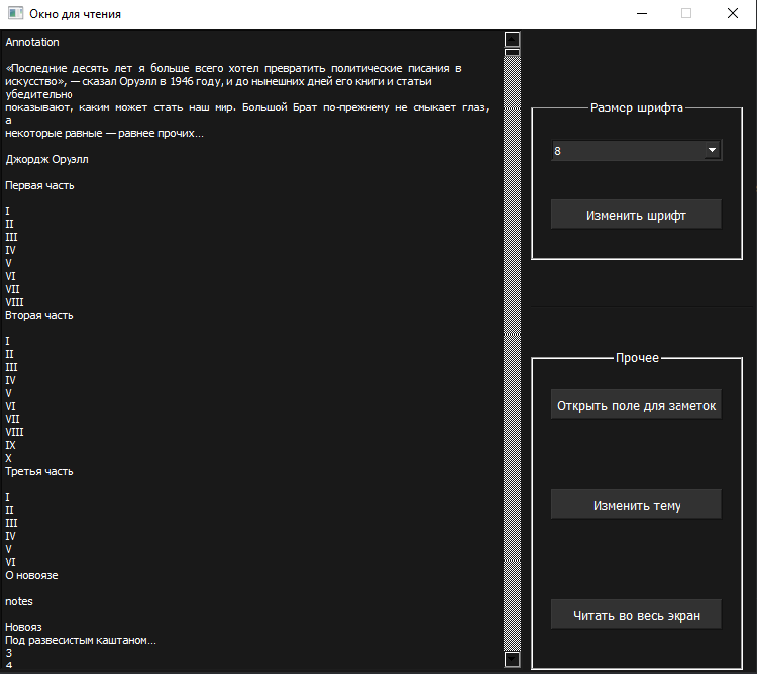 Окно для чтения
Annotation
«Последние десять лет я больше всего хотел превратить политические писания в
искусство», — сказал Оруэлл в 1946 году, и до нынешних дней его книги и статьи
убедительно
показывают, каким может стать наш мир. Большой Брат по-прежнему не смыкает глаз,
а
некоторые равные — равнее прочих...
Джордж Оруэлл
Первая часть
I
II
III
IV
V
VI
VII
VIII
Вторая часть
I
II
III
IV
V
VI
VII
VIII
IX
X
Третья часть
I
II
III
IV
V
VI
О новоязе
notes
Новояз
Под развесистым каштаном...
3
4
Размер шрифта
8
Изменить шрифт
Прочее
Открыть поле для заметок
Изменить тему
Читать во весь экран